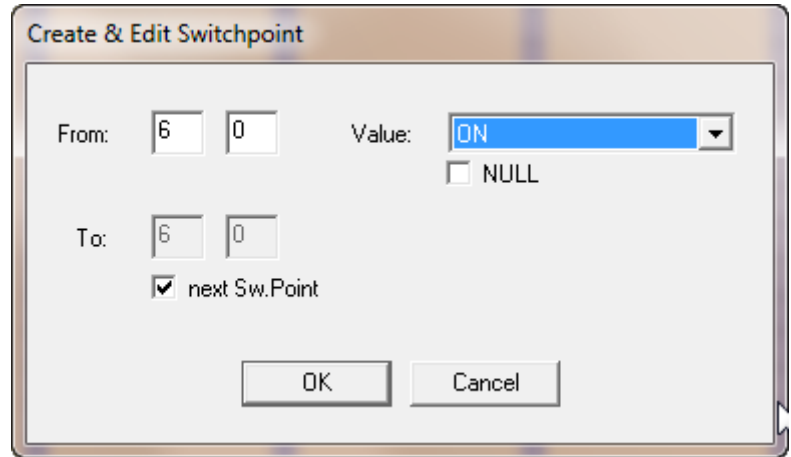 Create & Edit Switchpoint
From: 6 0 Value: ON
NULL
To: 6 0
next Sw.Point
OK Cancel